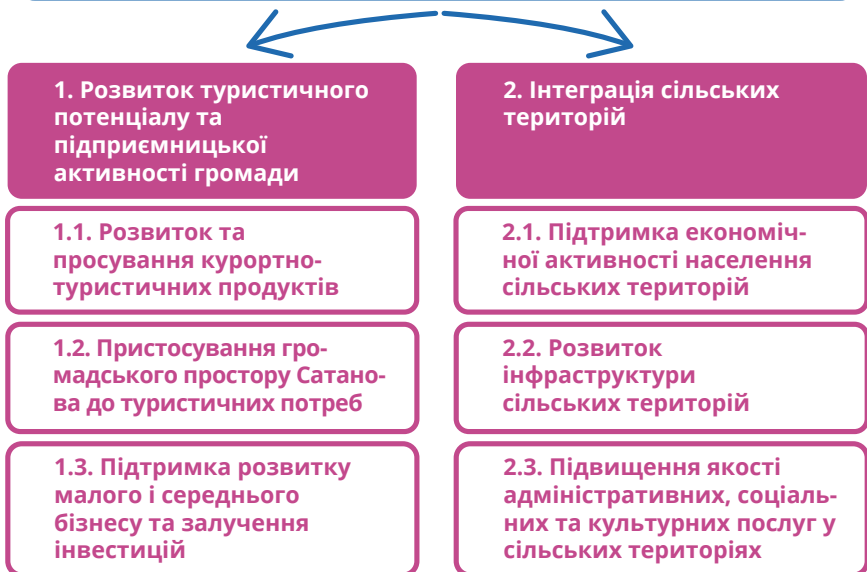 1. Розвиток туристичного
потенціалу та
підприємницької
активності громади
1.1. Розвиток та
просування курортно-
туристичних продуктів
1.2. Пристосування гро-
мадського простору Сатано-
ва до туристичних потреб
1.3. Підтримка розвитку
малого і середнього
бізнесу та залучення
інвестицій
2. Інтеграція сільських
територій
2.1. Підтримка економіч-
ної активності населення
сільських територій
2.2. Розвиток
інфраструктури
сільських територій
2.3. Підвищення якості
адміністративних, соціаль-
них та культурних послуг у
сільських територіях